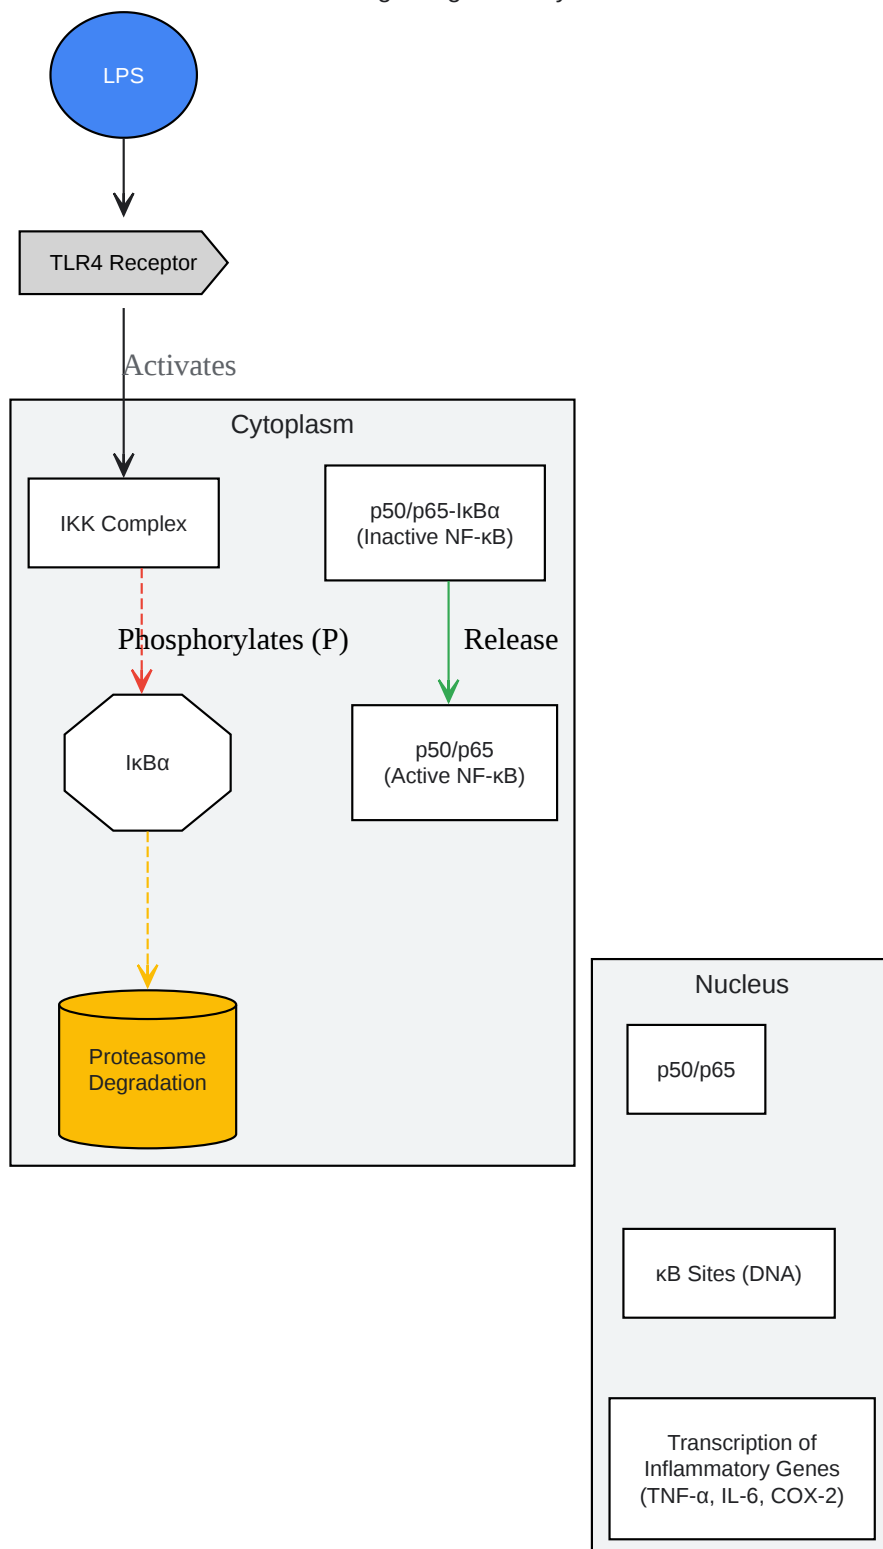 LPS
TLR4 Receptor
Activates
Cytoplasm
IKK Complex
p50/p65-IκBα
(Inactive NF-κB)
Phosphorylates (P)
Release
IκBα
p50/p65
(Active NF-κB)
Proteasome
Degradation
Nucleus
p50/p65
κB Sites (DNA)
Transcription of
Inflammatory Genes
(TNF-α, IL-6, COX-2)